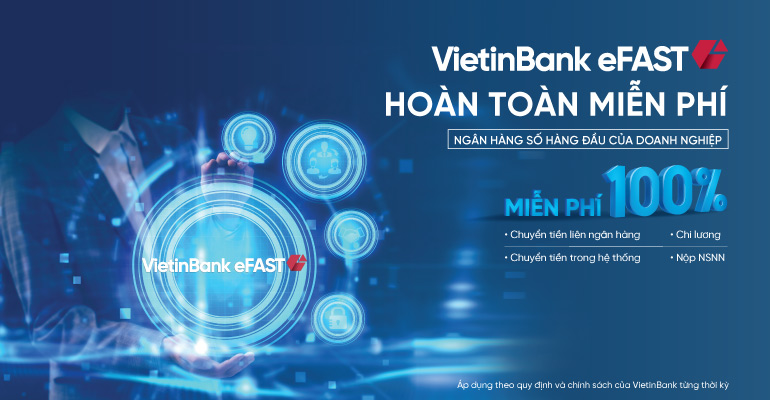 VietinBank eFAST
HOÀN TOÀN MIỄN PHÍ
NGÂN HÀNG SỐ HÀNG ĐẦU CỦA DOANH NGHIỆP
MIỄN PHÍ 100%
• Chuyển tiền liên ngân hàng • Chi lương
• Chuyển tiền trong hệ thống • Nộp NSNN
VietinBank eFAST
Áp dụng theo quy định và chính sách của VietinBank từng thời kỳ